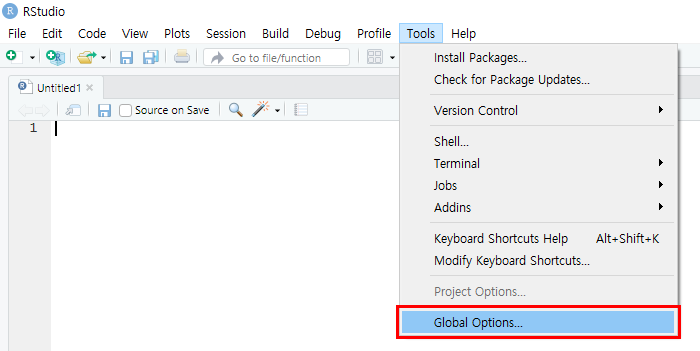 RStudio
File Edit Code View Plots Session Build Debug Profile Tools Help
Go to file/function
Untitled1
Source on Save
1
Install Packages...
Check for Package Updates...
Version Control
Shell...
Terminal
Jobs
Addins
Keyboard Shortcuts Help Alt+Shift+K
Modify Keyboard Shortcuts...
Project Options...
Global Options...